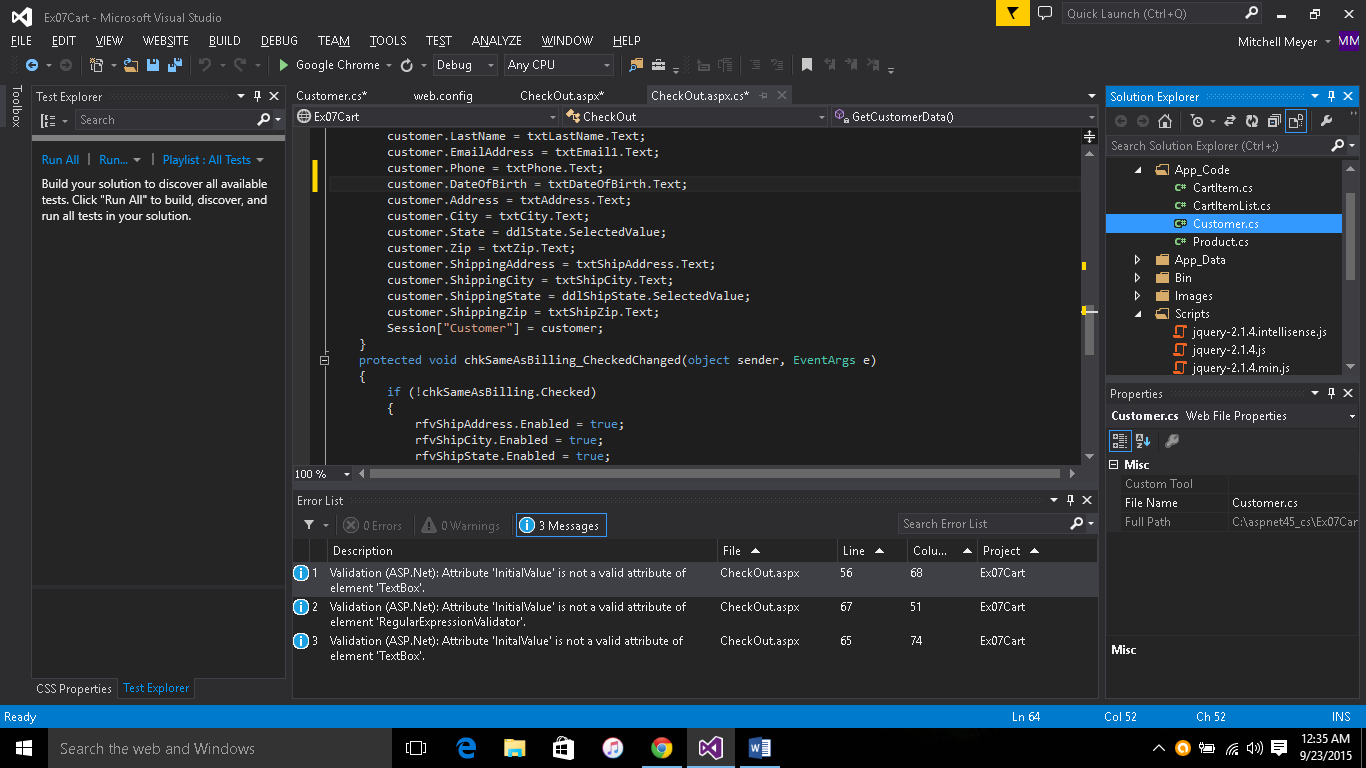 Ex07Cart - Microsoft Visual Studio
Quick Launch (Ctrl+Q)
FILE EDIT VIEW WEBSITE BUILD DEBUG TEAM TOOLS TEST ANALYZE WINDOW HELP
Mitchell Meyer MM
Google Chrome Debug Any CPU
Toolbox
Test Explorer
Search
Run All Run... Playlist : All Tests
Build your solution to discover all available
tests. Click "Run All" to build, discover, and
run all tests in your solution.
CSS Properties Test Explorer
Customer.cs* web.config CheckOut.aspx* CheckOut.aspx.cs*
Ex07Cart CheckOut GetCustomerData()
customer.LastName = txtLastName.Text;
customer.EmailAddress = txtEmail1.Text;
customer.Phone = txtPhone.Text;
customer.DateOfBirth = txtDateOfBirth.Text;
customer.Address = txtAddress.Text;
customer.City = txtCity.Text;
customer.State = ddlState.SelectedValue;
customer.Zip = txtZip.Text;
customer.ShippingAddress = txtShipAddress.Text;
customer.ShippingCity = txtShipCity.Text;
customer.ShippingState = ddlShipState.SelectedValue;
customer.ShippingZip = txtShipZip.Text;
Session["Customer"] = customer;
}
protected void chkSameAsBilling_CheckedChanged(object sender, EventArgs e)
{
if (!chkSameAsBilling.Checked)
{
rfvShipAddress.Enabled = true;
rfvShipCity.Enabled = true;
rfvShipState.Enabled = true;
100 %
Error List
0 Errors 0 Warnings 3 Messages Search Error List
Description File Line Colu... Project
1 Validation (ASP.Net): Attribute 'InitialValue' is not a valid attribute of CheckOut.aspx 56 68 Ex07Cart
element 'TextBox'.
2 Validation (ASP.Net): Attribute 'InitialValue' is not a valid attribute of CheckOut.aspx 67 51 Ex07Cart
element 'RegularExpressionValidator'.
3 Validation (ASP.Net): Attribute 'InitalValue' is not a valid attribute of CheckOut.aspx 65 74 Ex07Cart
element 'TextBox'.
Solution Explorer
Search Solution Explorer (Ctrl+;)
App_Code
CartItem.cs
CartItemList.cs
Customer.cs
Product.cs
App_Data
Bin
Images
Scripts
jquery-2.1.4.intellisense.js
jquery-2.1.4.js
jquery-2.1.4.min.js
Properties
Customer.cs Web File Properties
Misc
Custom Tool
File Name Customer.cs
Full Path C:\aspnet45_cs\Ex07Car
Misc
Ready Ln 64 Col 52 Ch 52 INS
Search the web and Windows
12:35 AM
9/23/2015